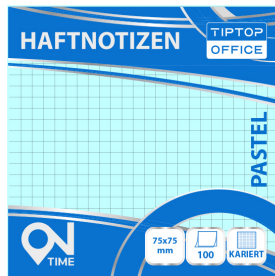 HAFTNOTIZEN
TIPTOP
OFFICE
PASTEL
ON
TIME
75x75
mm
100
KARIERT